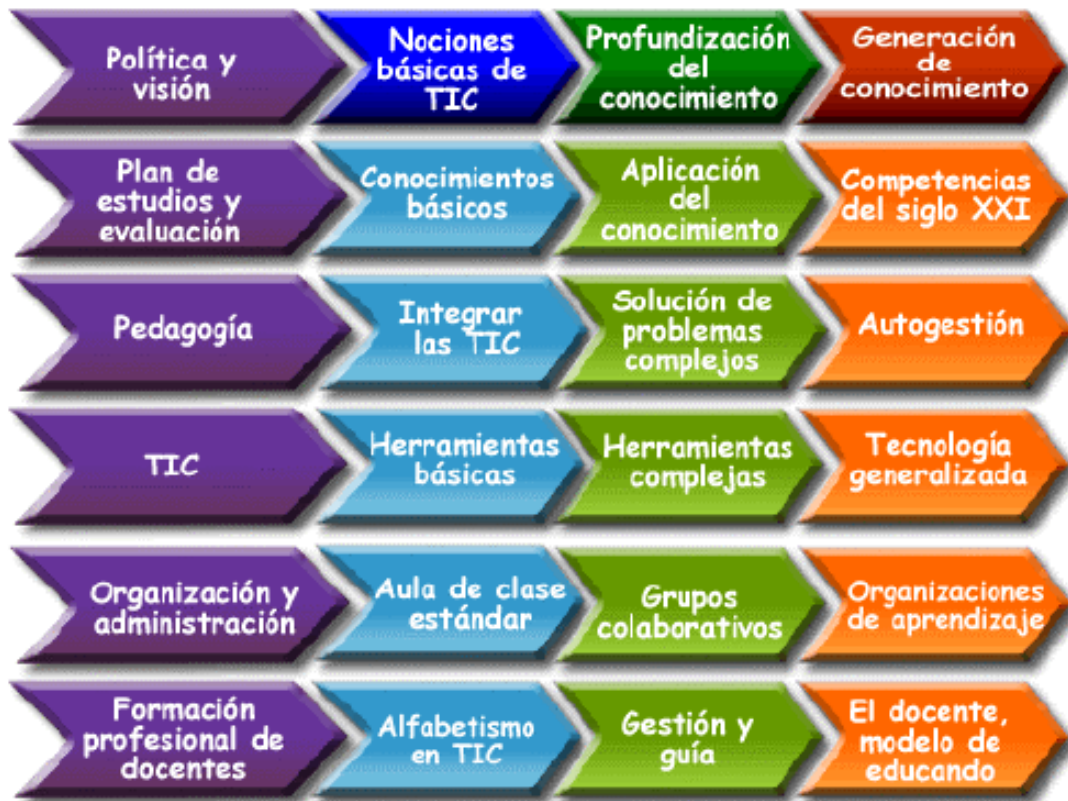 Política y
visión
Nociones
básicas de
TIC
Profundización
del
conocimiento
Generación
de
conocimiento
Plan de
estudios y
evaluación
Conocimientos
básicos
Aplicación
del
conocimiento
Competencias
del siglo XXI
Pedagogía
Integrar
las TIC
Solución de
problemas
complejos
Autogestión
TIC
Herramientas
básicas
Herramientas
complejas
Tecnología
generalizada
Organización y
administración
Aula de clase
estándar
Grupos
colaborativos
Organizaciones
de aprendizaje
Formación
profesional de
docentes
Alfabetismo
en TIC
Gestión y
guía
El docente,
modelo de
educando